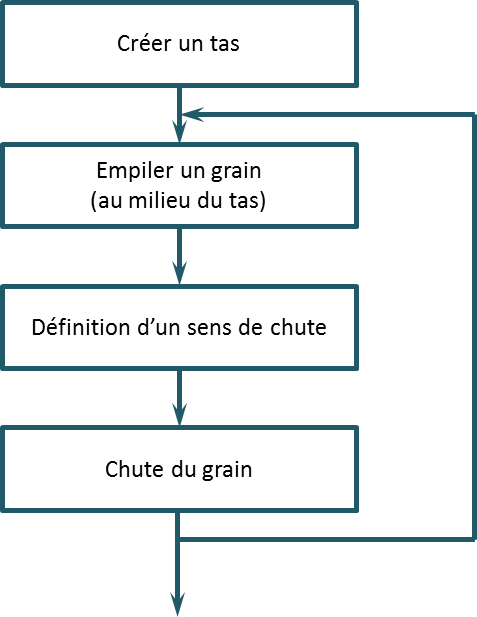 Créer un tas
Empiler un grain
(au milieu du tas)
Définition d’un sens de chute
Chute du grain